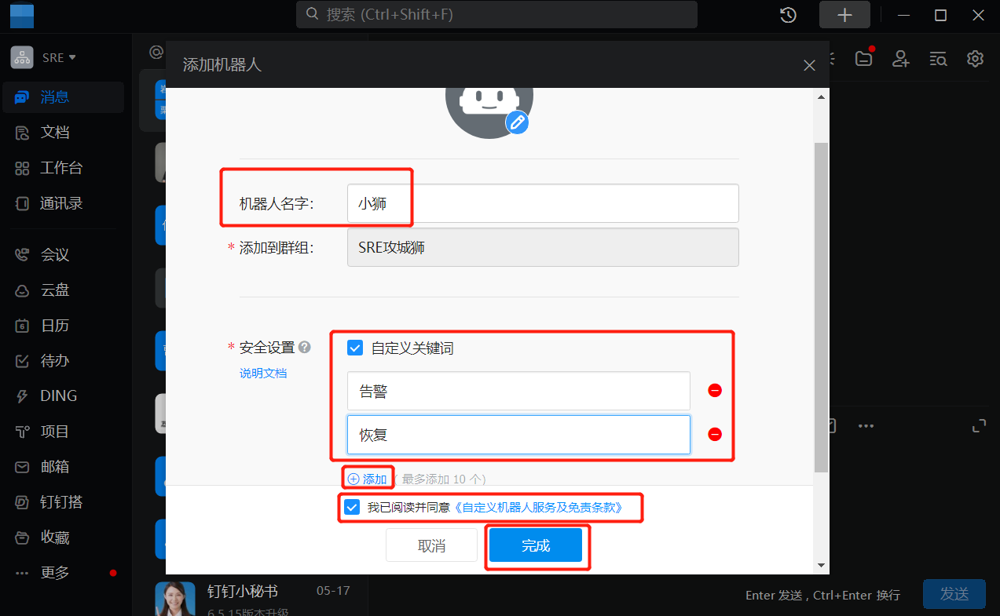 搜索 (Ctrl+Shift+F)
SRE
消息
文档
工作台
通讯录
会议
云盘
日历
待办
DING
项目
邮箱
钉钉搭
收藏
更多
添加机器人
机器人名字:
小狮
* 添加到群组:
SRE攻城狮
* 安全设置
说明文档
自定义关键词
告警
恢复
添加 (最多添加 10 个)
我已阅读并同意《自定义机器人服务及免责条款》
取消
完成
钉钉小秘书
05-17
6.5.15版本升级
Enter 发送 , Ctrl+Enter 换行
发送